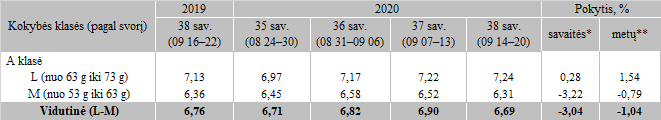 Kokybės klasės (pagal svorį) 2019 2020 Pokytis, %
38 sav. (09 16–22) 35 sav. (08 24–30) 36 sav. (08 31–09 06) 37 sav. (09 07–13) 38 sav. (09 14–20) savaitės* metų**
A klasė
L (nuo 63 g iki 73 g) 7,13 6,97 7,17 7,22 7,24 0,28 1,54
M (nuo 53 g iki 63 g) 6,36 6,45 6,58 6,52 6,31 -3,22 -0,79
Vidutinė (L-M) 6,76 6,71 6,82 6,90 6,69 -3,04 -1,04